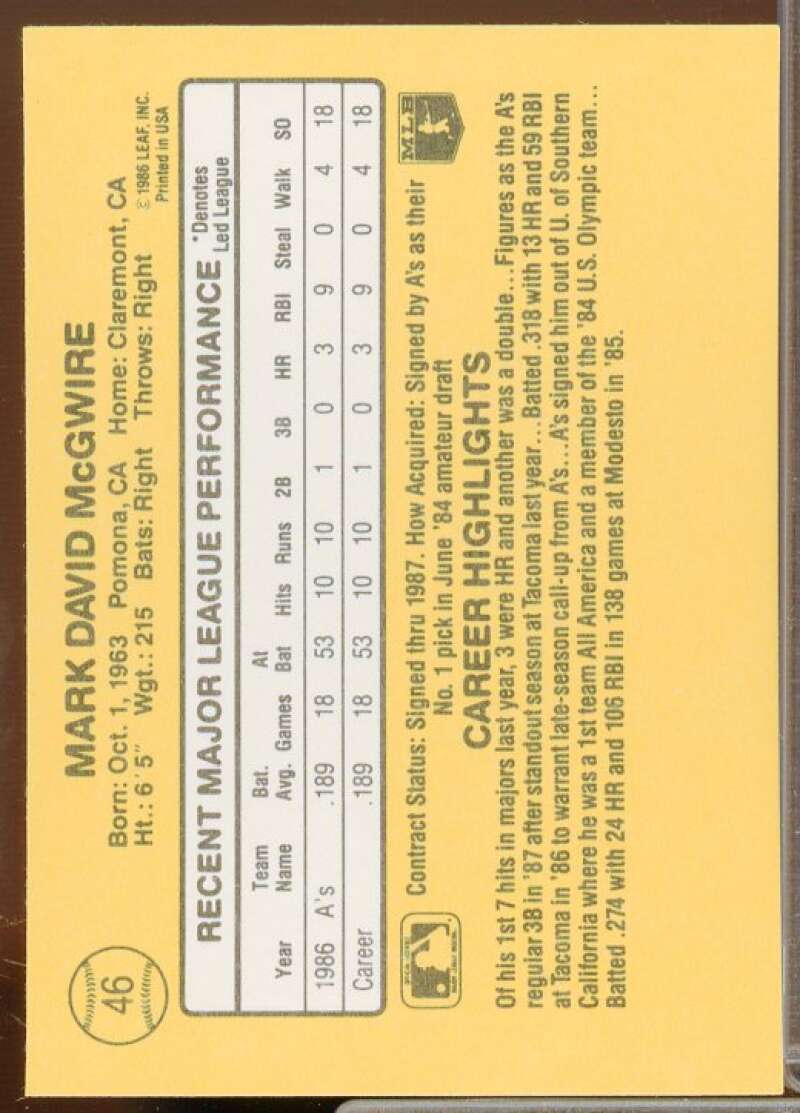 46
MARK DAVID McGWIRE
Born: Oct. 1, 1963 Pomona, CA Home: Claremont, CA
Ht.: 6'5" Wgt.: 215 Bats: Right Throws: Right
© 1986 LEAF, INC.
Printed in USA
RECENT MAJOR LEAGUE PERFORMANCE
*Denotes
Led League
Year Team Name Bat. Avg. Games At Bat Hits Runs 2B 3B HR RBI Steal Walk SO
1986 A's .189 18 53 10 10 1 0 3 9 0 4 18
Career .189 18 53 10 10 1 0 3 9 0 4 18
Contract Status: Signed thru 1987. How Acquired: Signed by A's as their
No. 1 pick in June '84 amateur draft
MLB
CAREER HIGHLIGHTS
Of his 1st 7 hits in majors last year, 3 were HR and another was a double...Figures as the A's
regular 3B in '87 after standout season at Tacoma last year...Batted .318 with 13 HR and 59 RBI
at Tacoma in '86 to warrant late-season call-up from A's...A's signed him out of U. of Southern
California where he was a 1st team All America and a member of the '84 U.S. Olympic team...
Batted .274 with 24 HR and 106 RBI in 138 games at Modesto in '85.